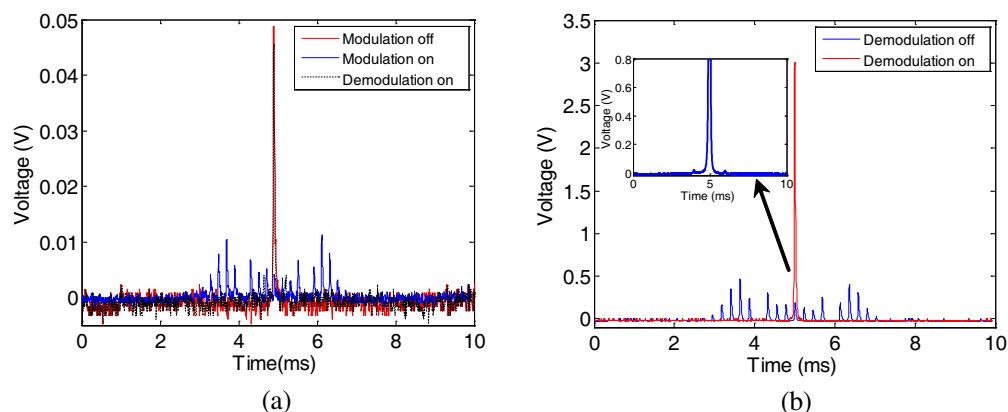 0.05
0.04
0.03
0.02
0.01
0
Voltage (V)
0 2 4 6 8 10
Time(ms)
Modulation off
Modulation on
Demodulation on
(a)
3.5
3
2.5
2
1.5
1
0.5
0
Voltage (V)
0 2 4 6 8 10
Time (ms)
Demodulation off
Demodulation on
0.8
0.6
0.4
0.2
0
Voltage (V)
0 5 10
Time (ms)
(b)